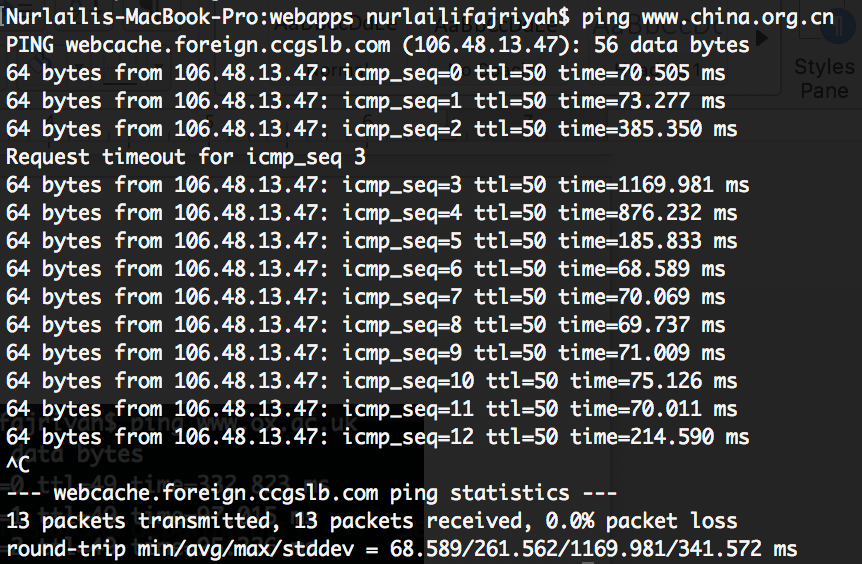 Nurlailis-MacBook-Pro:webapps nurlailifajriyah$ ping www.china.org.cn
PING webcache.foreign.ccgslb.com (106.48.13.47): 56 data bytes
64 bytes from 106.48.13.47: icmp_seq=0 ttl=50 time=70.505 ms
64 bytes from 106.48.13.47: icmp_seq=1 ttl=50 time=73.277 ms
64 bytes from 106.48.13.47: icmp_seq=2 ttl=50 time=385.350 ms
Request timeout for icmp_seq 3
64 bytes from 106.48.13.47: icmp_seq=3 ttl=50 time=1169.981 ms
64 bytes from 106.48.13.47: icmp_seq=4 ttl=50 time=876.232 ms
64 bytes from 106.48.13.47: icmp_seq=5 ttl=50 time=185.833 ms
64 bytes from 106.48.13.47: icmp_seq=6 ttl=50 time=68.589 ms
64 bytes from 106.48.13.47: icmp_seq=7 ttl=50 time=70.069 ms
64 bytes from 106.48.13.47: icmp_seq=8 ttl=50 time=69.737 ms
64 bytes from 106.48.13.47: icmp_seq=9 ttl=50 time=71.009 ms
64 bytes from 106.48.13.47: icmp_seq=10 ttl=50 time=75.126 ms
64 bytes from 106.48.13.47: icmp_seq=11 ttl=50 time=70.011 ms
64 bytes from 106.48.13.47: icmp_seq=12 ttl=50 time=214.590 ms
^C
--- webcache.foreign.ccgslb.com ping statistics ---
13 packets transmitted, 13 packets received, 0.0% packet loss
round-trip min/avg/max/stddev = 68.589/261.562/1169.981/341.572 ms
Styles
Pane
fajriyah$ ping www.ox.ac.uk
data bytes